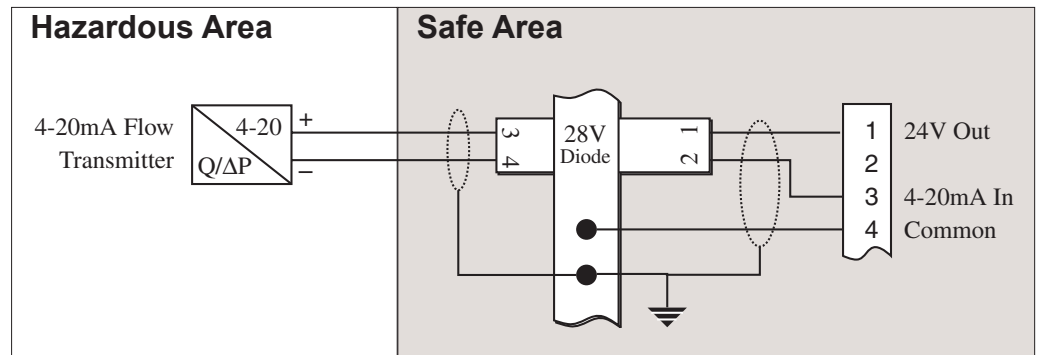 Hazardous Area
Safe Area
4-20mA Flow
Transmitter
4-20
Q/ΔP
+
–
3
4
28V
Diode
1
2
1
2
3
4
24V Out
4-20mA In
Common